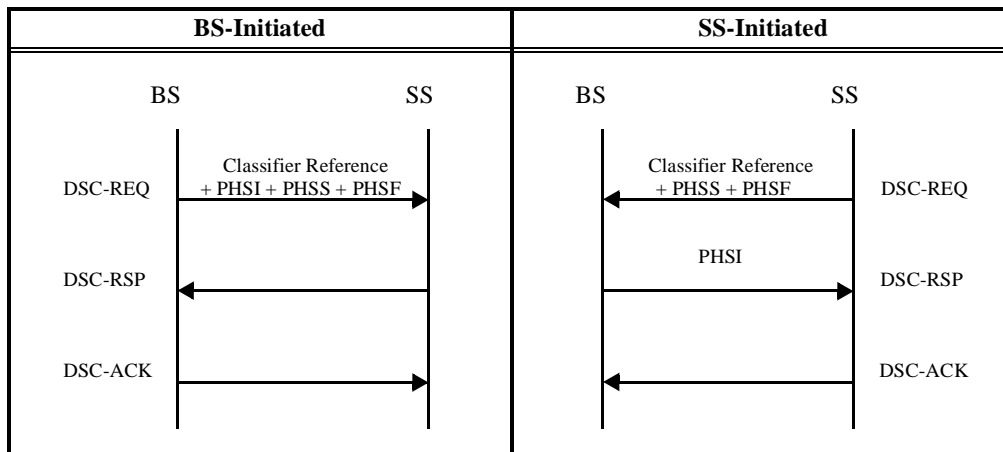 BS-Initiated
SS-Initiated
BS
SS
Classifier Reference
+ PHSI + PHSS + PHSF
DSC-REQ
DSC-RSP
DSC-ACK
BS
SS
Classifier Reference
+ PHSS + PHSF
DSC-REQ
PHSI
DSC-RSP
DSC-ACK